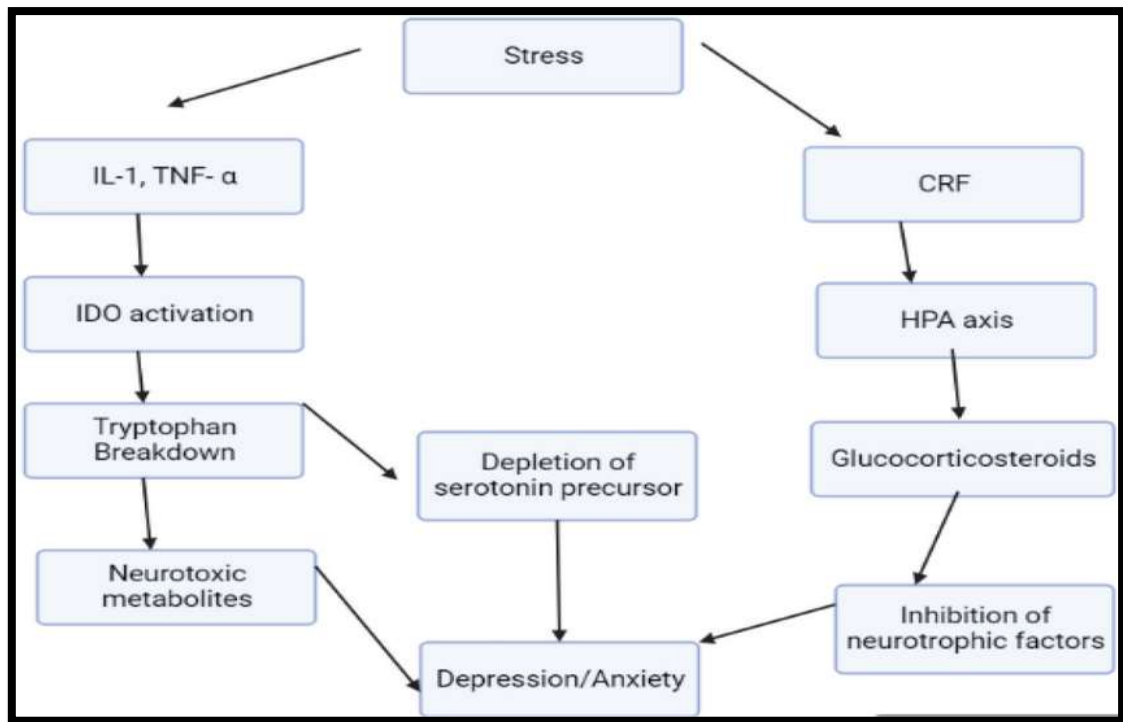 Stress
IL-1, TNF- α
CRF
IDO activation
HPA axis
Tryptophan
Breakdown
Depletion of
serotonin precursor
Glucocorticosteroids
Neurotoxic
metabolites
Inhibition of
neurotrophic factors
Depression/Anxiety